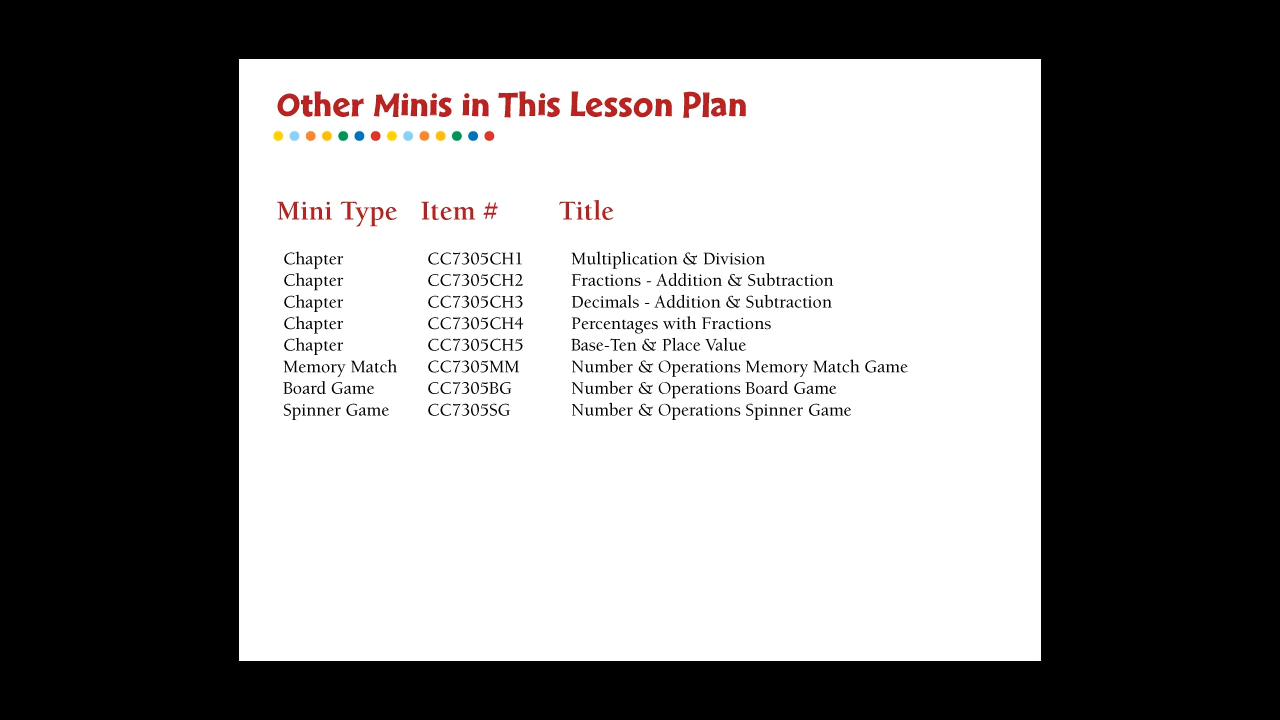 Other Minis in This Lesson Plan
Mini Type Item # Title
Chapter CC7305CH1 Multiplication & Division
Chapter CC7305CH2 Fractions - Addition & Subtraction
Chapter CC7305CH3 Decimals - Addition & Subtraction
Chapter CC7305CH4 Percentages with Fractions
Chapter CC7305CH5 Base-Ten & Place Value
Memory Match CC7305MM Number & Operations Memory Match Game
Board Game CC7305BG Number & Operations Board Game
Spinner Game CC7305SG Number & Operations Spinner Game